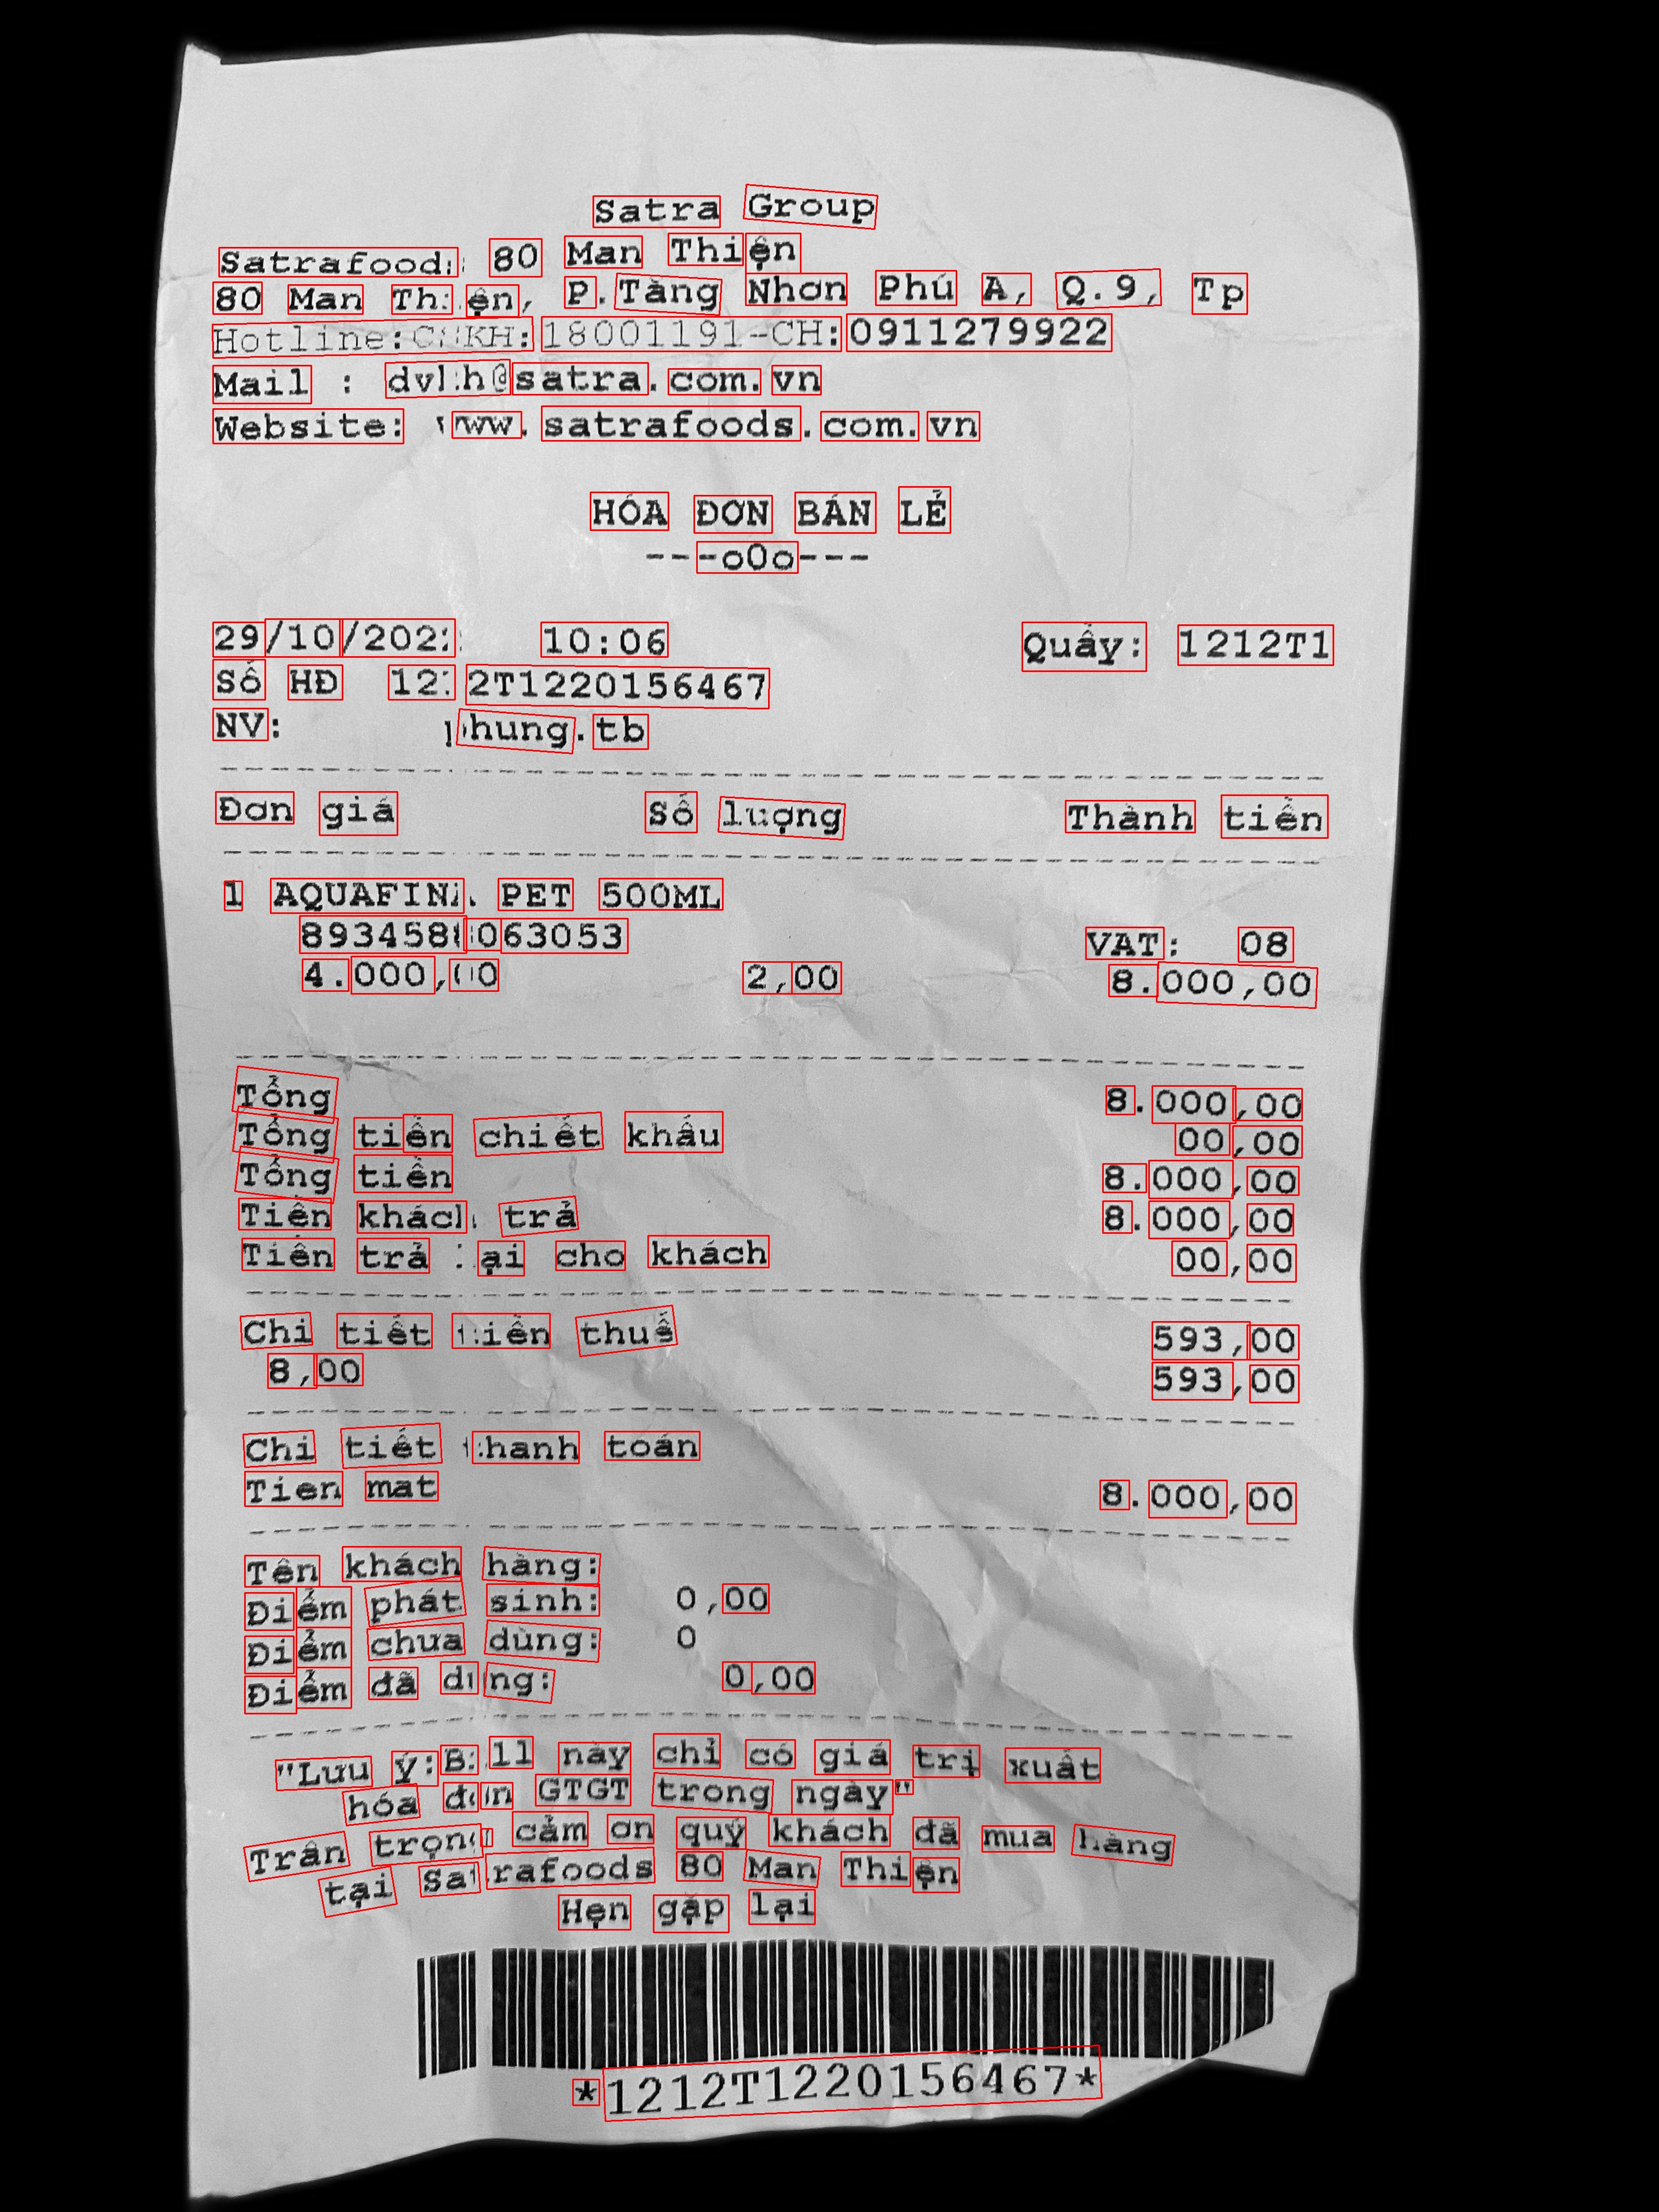 Satra Group
Satrafood: 80 Man Thiện
80 Man Thiện, P.Tăng Nhơn Phú A, Q.9, Tp
Hotline:CSKH:18001191-CH:0911279922
Mail : dvkh@satra.com.vn
Website: www.satrafoods.com.vn
HÓA ĐƠN BÁN LẺ
---oOo---
29/10/2022 10:06 Quầy: 1212T1
Số HĐ 1212T1220156467
NV: phung.tb
Đơn giá Số lượng Thành tiền
1 AQUAFINA PET 500ML
8934588063053 VAT: 08
4.000,00 2,00 8.000,00
Tổng 8.000,00
Tổng tiền chiết khấu 00,00
Tổng tiền 8.000,00
Tiền khách trả 8.000,00
Tiền trả lại cho khách 00,00
Chi tiết tiền thuế 593,00
8,00 593,00
Chi tiết thanh toán
Tien mat 8.000,00
Tên khách hàng:
Điểm phát sinh: 0,00
Điểm chưa dùng: 0
Điểm đã dùng: 0,00
"Lưu ý:Bill này chỉ có giá trị xuất
hóa đơn GTGT trong ngày"
Trân trọng cảm ơn quý khách đã mua hàng
tại Satrafoods 80 Man Thiện
Hẹn gặp lại
*1212T1220156467*